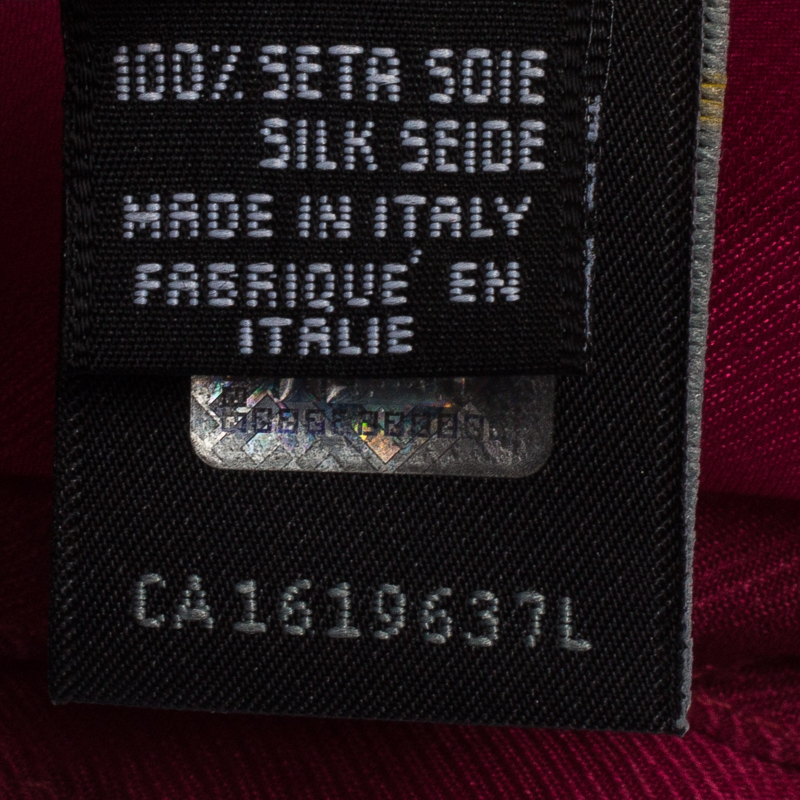 100% SETA SOIE
SILK SEIDE
MADE IN ITALY
FABRIQUE' EN
ITALIE
CA1619637L